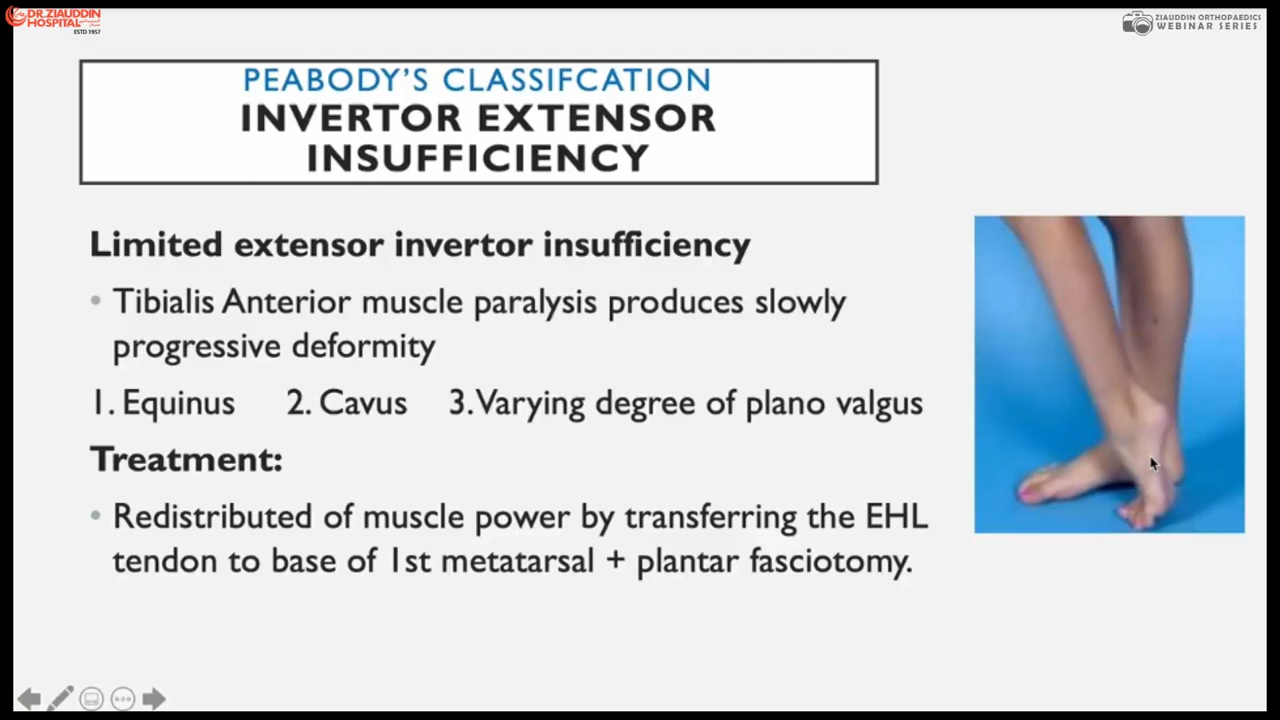 DR.ZIAUDDIN
HOSPITAL
ESTD 1957
ZIAUDDIN ORTHOPAEDICS
WEBINAR SERIES
PEABODY'S CLASSIFCATION
INVERTOR EXTENSOR
INSUFFICIENCY
Limited extensor invertor insufficiency
• Tibialis Anterior muscle paralysis produces slowly
progressive deformity
1. Equinus 2. Cavus 3. Varying degree of plano valgus
Treatment:
• Redistributed of muscle power by transferring the EHL
tendon to base of 1st metatarsal + plantar fasciotomy.